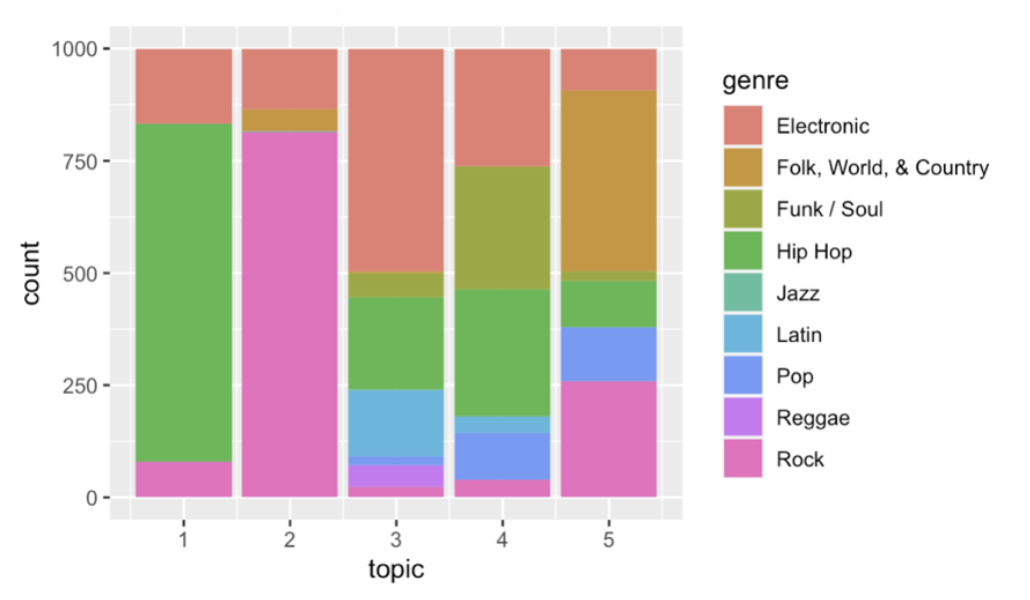 1000
750
500
250
0
count
1 2 3 4 5
topic
genre
Electronic
Folk, World, & Country
Funk / Soul
Hip Hop
Jazz
Latin
Pop
Reggae
Rock